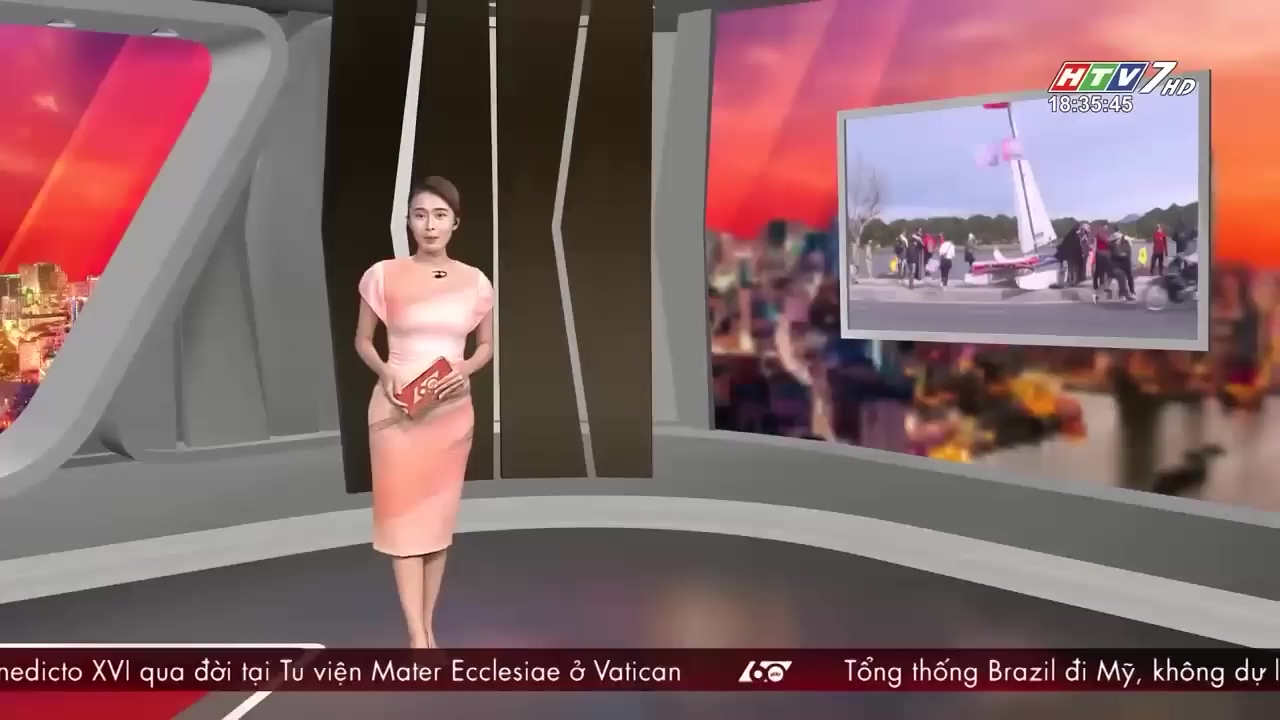 HTV7 HD
18:35:45
nedicto XVI qua đời tại Tu viện Mater Ecclesiae ở Vatican 60 Tổng thống Brazil đi Mỹ, không dự